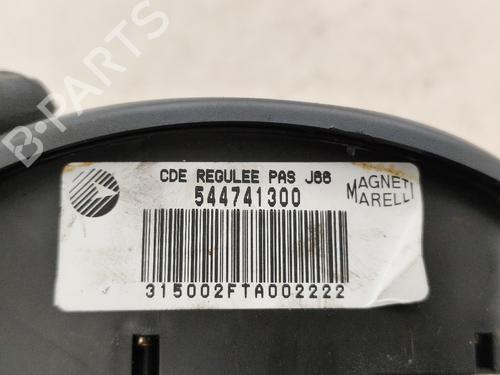 CDE REGULEE PAS J66
544741300
MAGNETI
MARELLI
315002FTA002222
B-PARTS